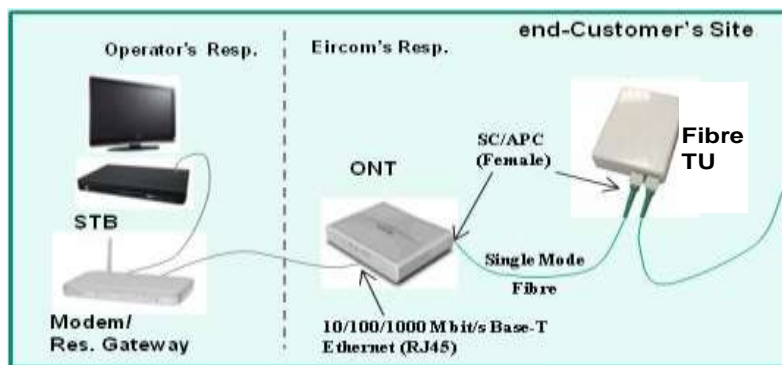 end-Customer's Site
Operator's Resp.
Eircom's Resp.
SC/APC
(Female)
Fibre
TU
ONT
STB
Single Mode
Fibre
Modem/
Res. Gateway
10/100/1000 Mbit/s Base-T
Ethernet (RJ45)